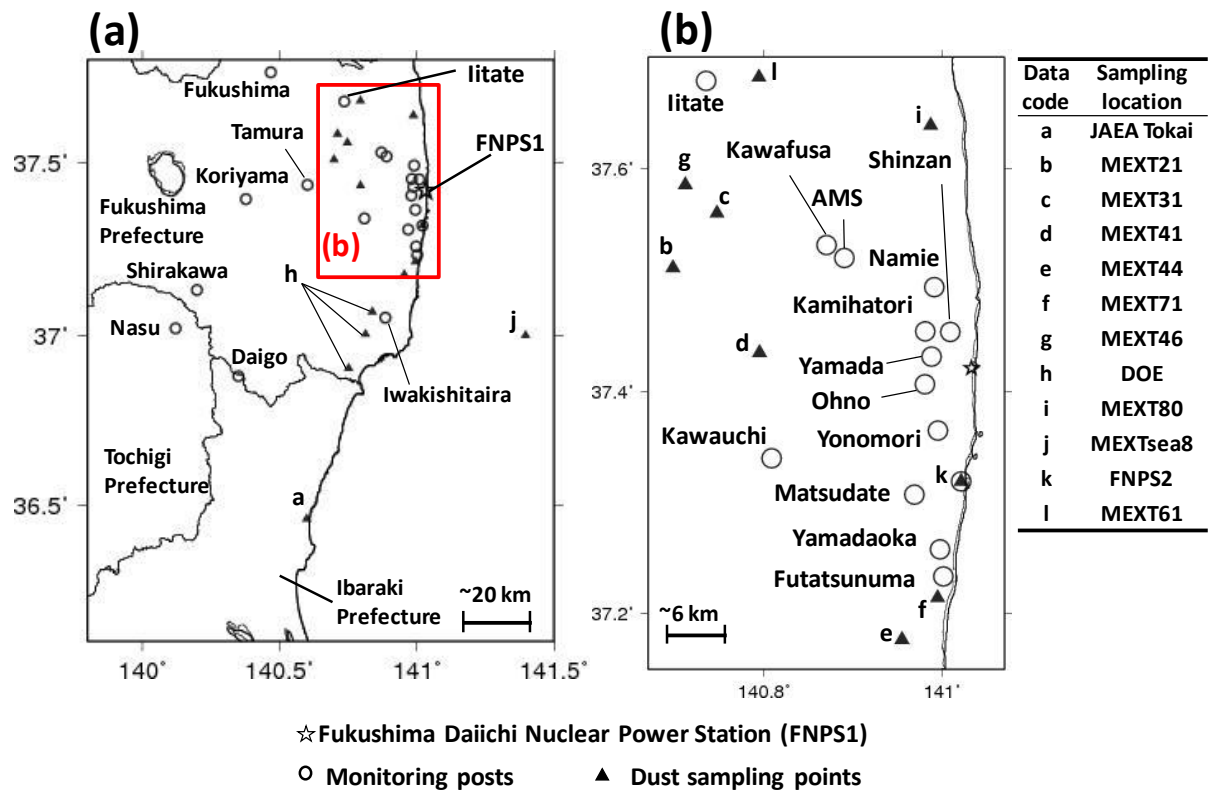 (a)
Fukushima
Iitate
Tamura
FNPS1
37.5°
Koriyama
Fukushima
Prefecture
(b)
Shirakawa
h
Nasu
j
37°
Daigo
Iwakishitaira
Tochigi
Prefecture
a
36.5°
Ibaraki
Prefecture
~20 km
140°
140.5°
141°
141.5°
(b)
l
Iitate
i
Kawafusa
Shinzan
37.6°
g
c
AMS
b
Namie
Kamihatori
d
Yamada
37.4°
Ohno
Kawauchi
Yonomori
k
Matsudate
Yamadaoka
Futatsunuma
37.2°
f
~6 km
e
140.8°
141°
Data Sampling
code location
a JAEA Tokai
b MEXT21
c MEXT31
d MEXT41
e MEXT44
f MEXT71
g MEXT46
h DOE
i MEXT80
j MEXTsea8
k FNPS2
l MEXT61
☆Fukushima Daiichi Nuclear Power Station (FNPS1)
○ Monitoring posts ▲ Dust sampling points